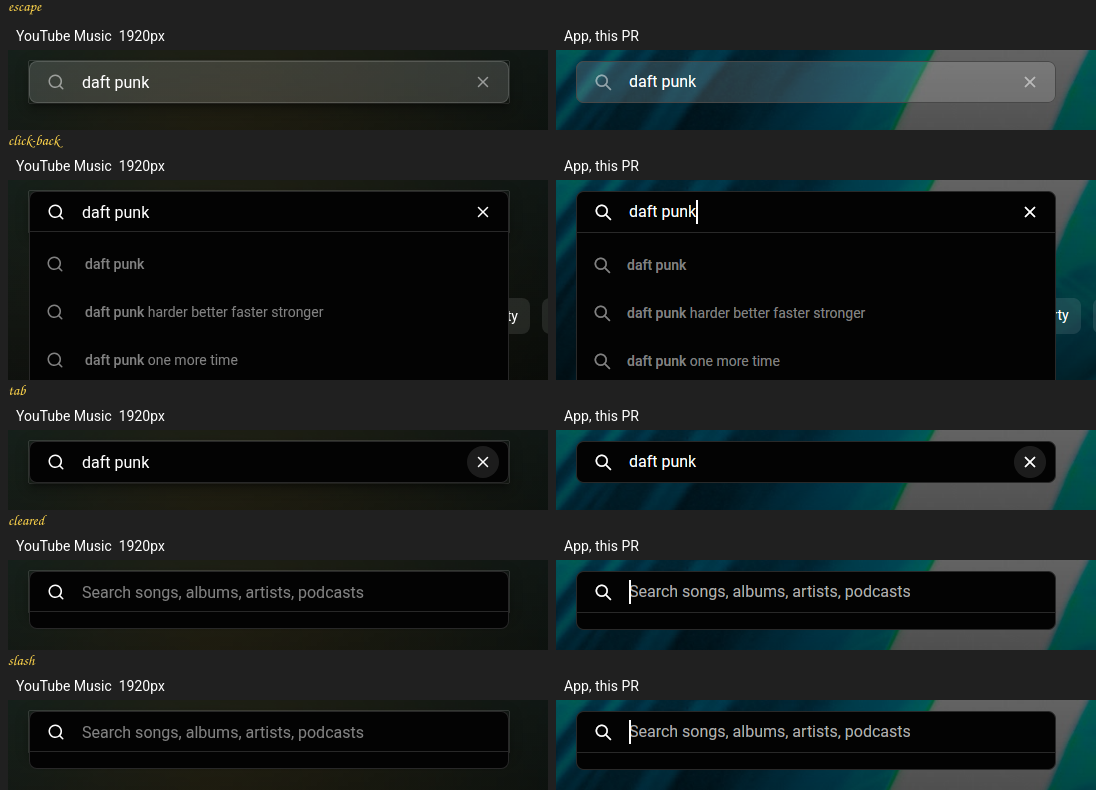 escape
YouTube Music 1920px App, this PR
daft punk daft punk
click-back
YouTube Music 1920px App, this PR
daft punk daft punk
daft punk daft punk
daft punk harder better faster stronger daft punk harder better faster stronger
ty rty
daft punk one more time daft punk one more time
tab
YouTube Music 1920px App, this PR
daft punk daft punk
cleared
YouTube Music 1920px App, this PR
Search songs, albums, artists, podcasts Search songs, albums, artists, podcasts
slash
YouTube Music 1920px App, this PR
Search songs, albums, artists, podcasts Search songs, albums, artists, podcasts